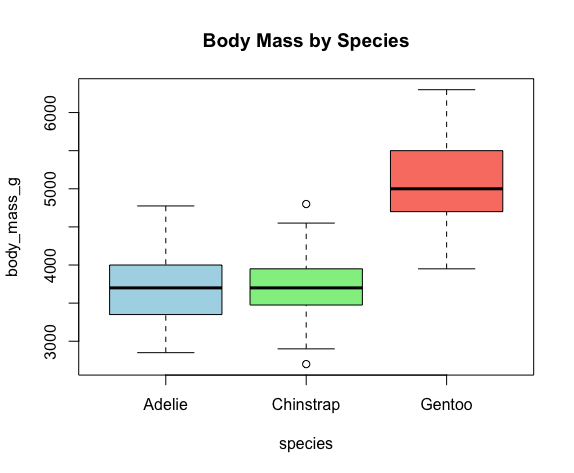 Body Mass by Species
body_mass_g
6000
5000
4000
3000
Adelie Chinstrap Gentoo
species